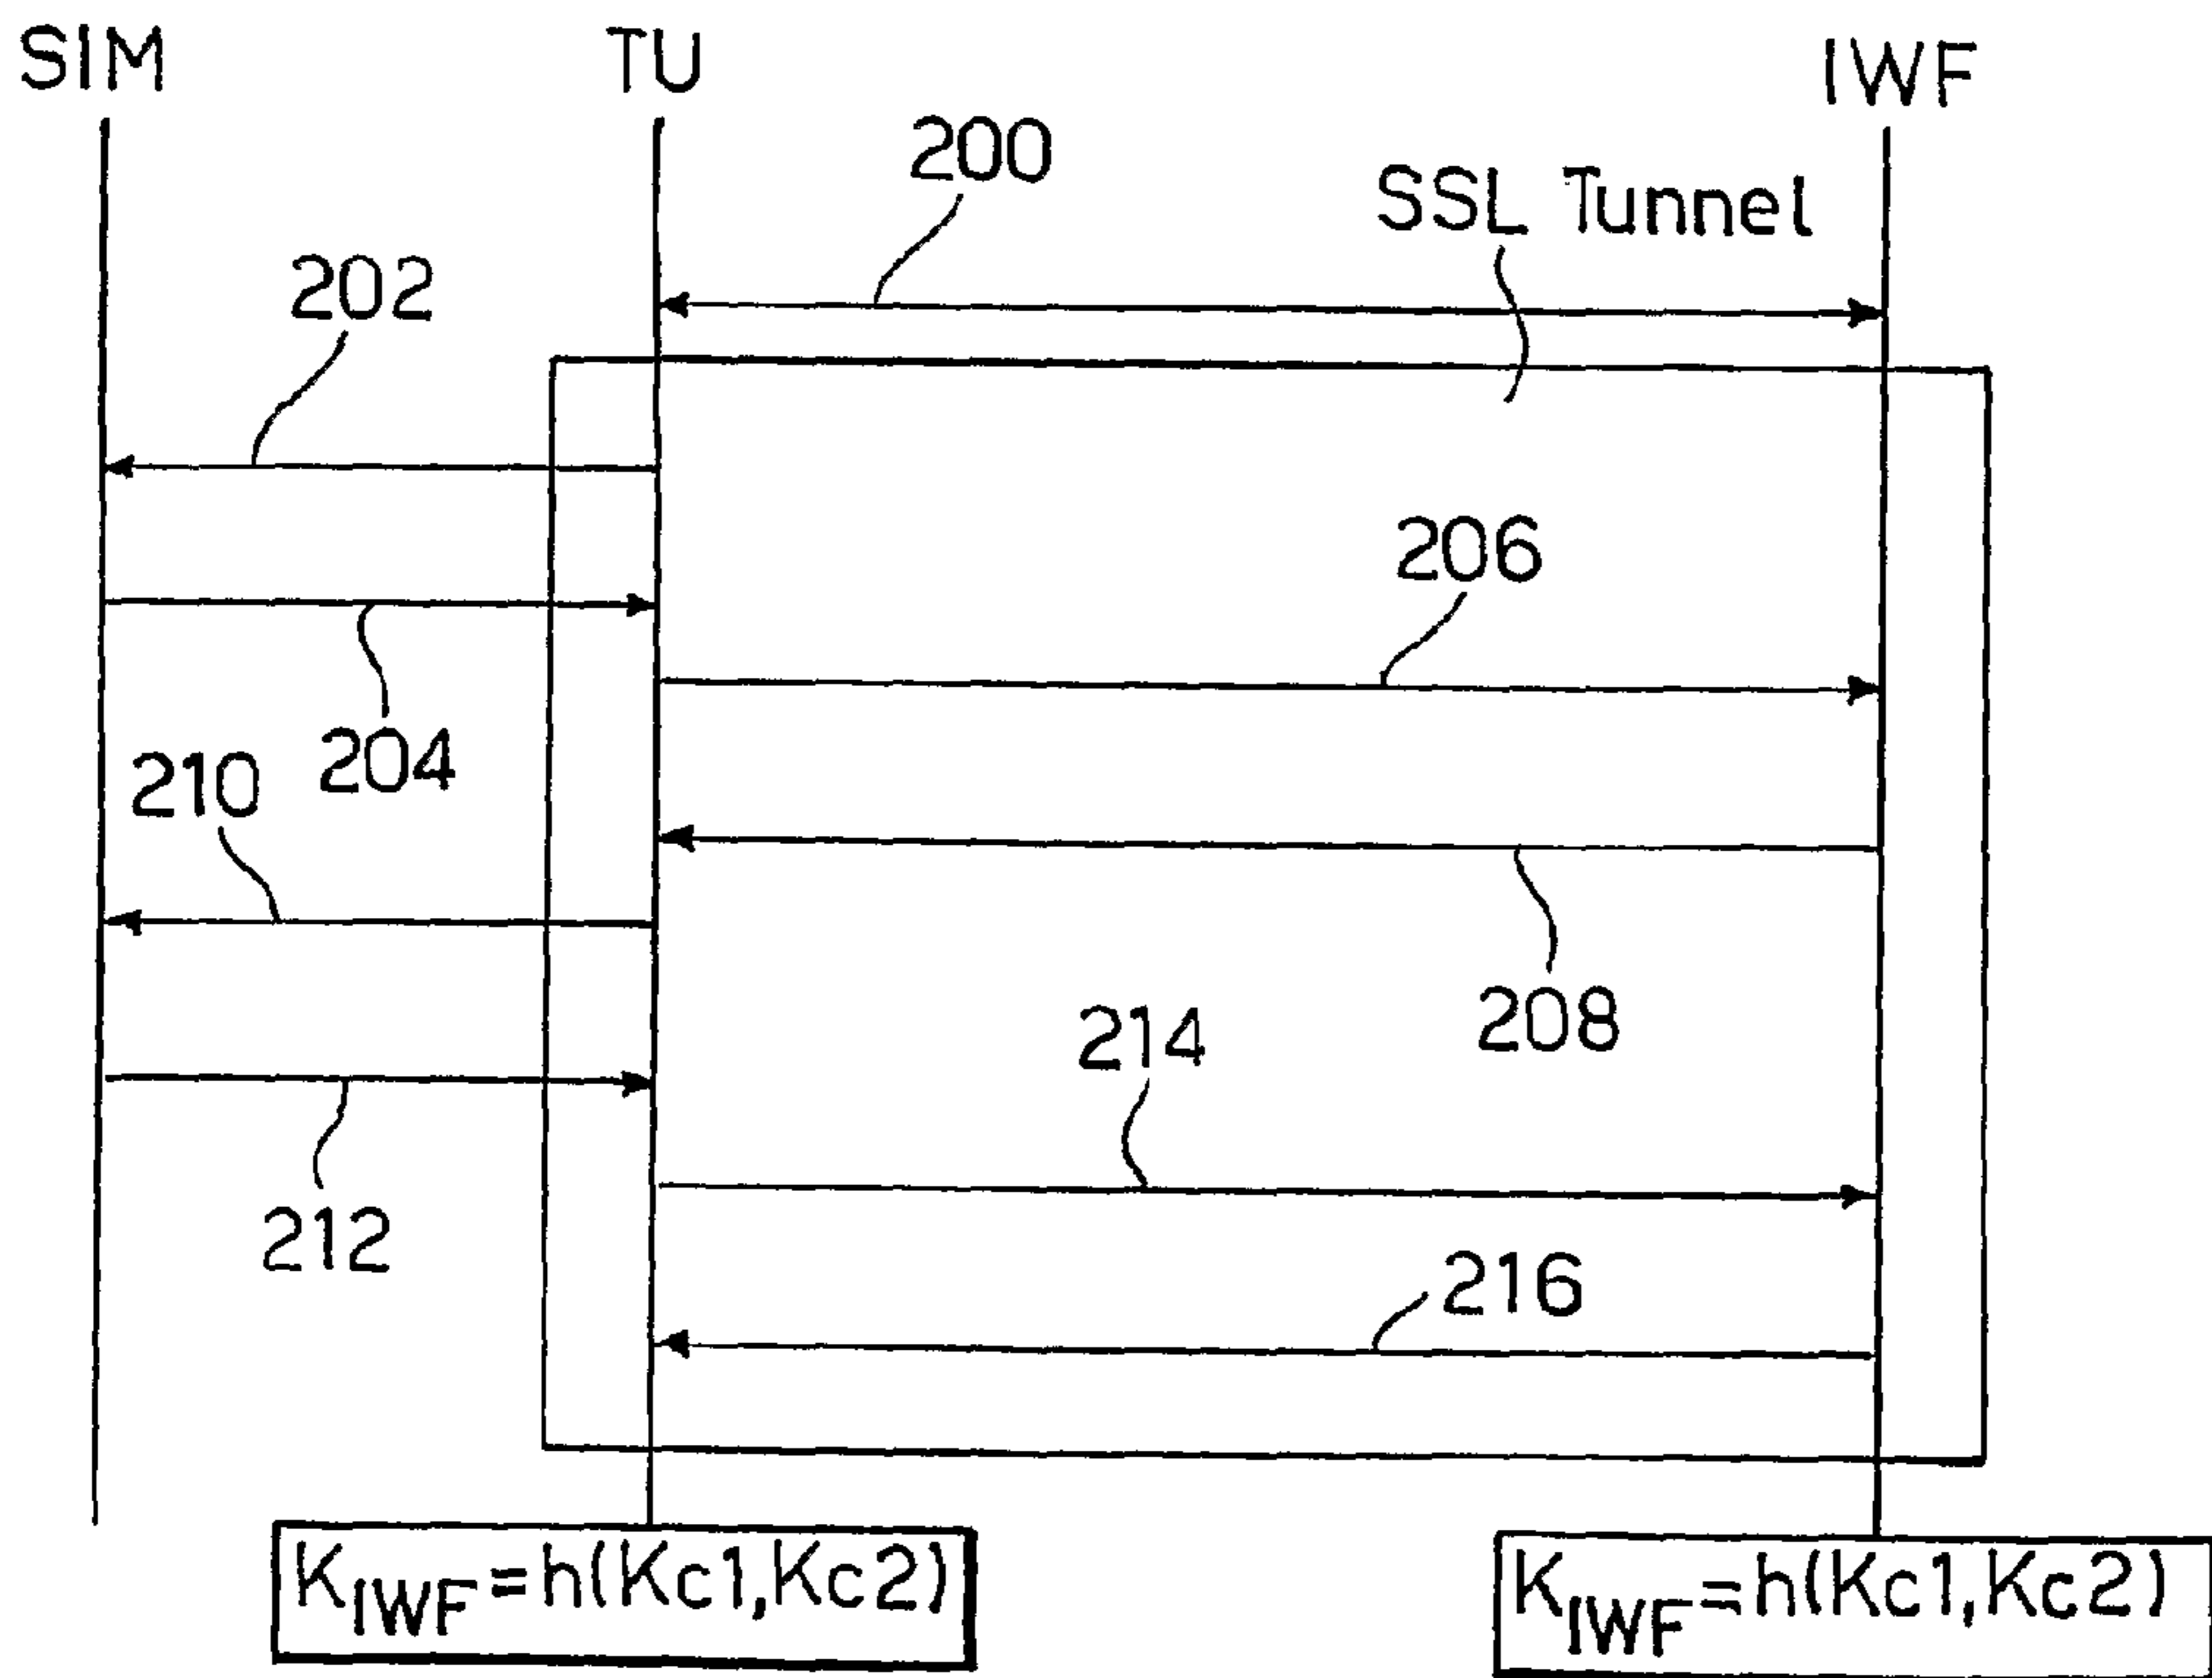 SIM
TU
IWF
200
SSL Tunnel
202
206
204
210
208
214
212
216
KIWF=h(Kc1,Kc2)
KIWF=h(Kc1,Kc2)